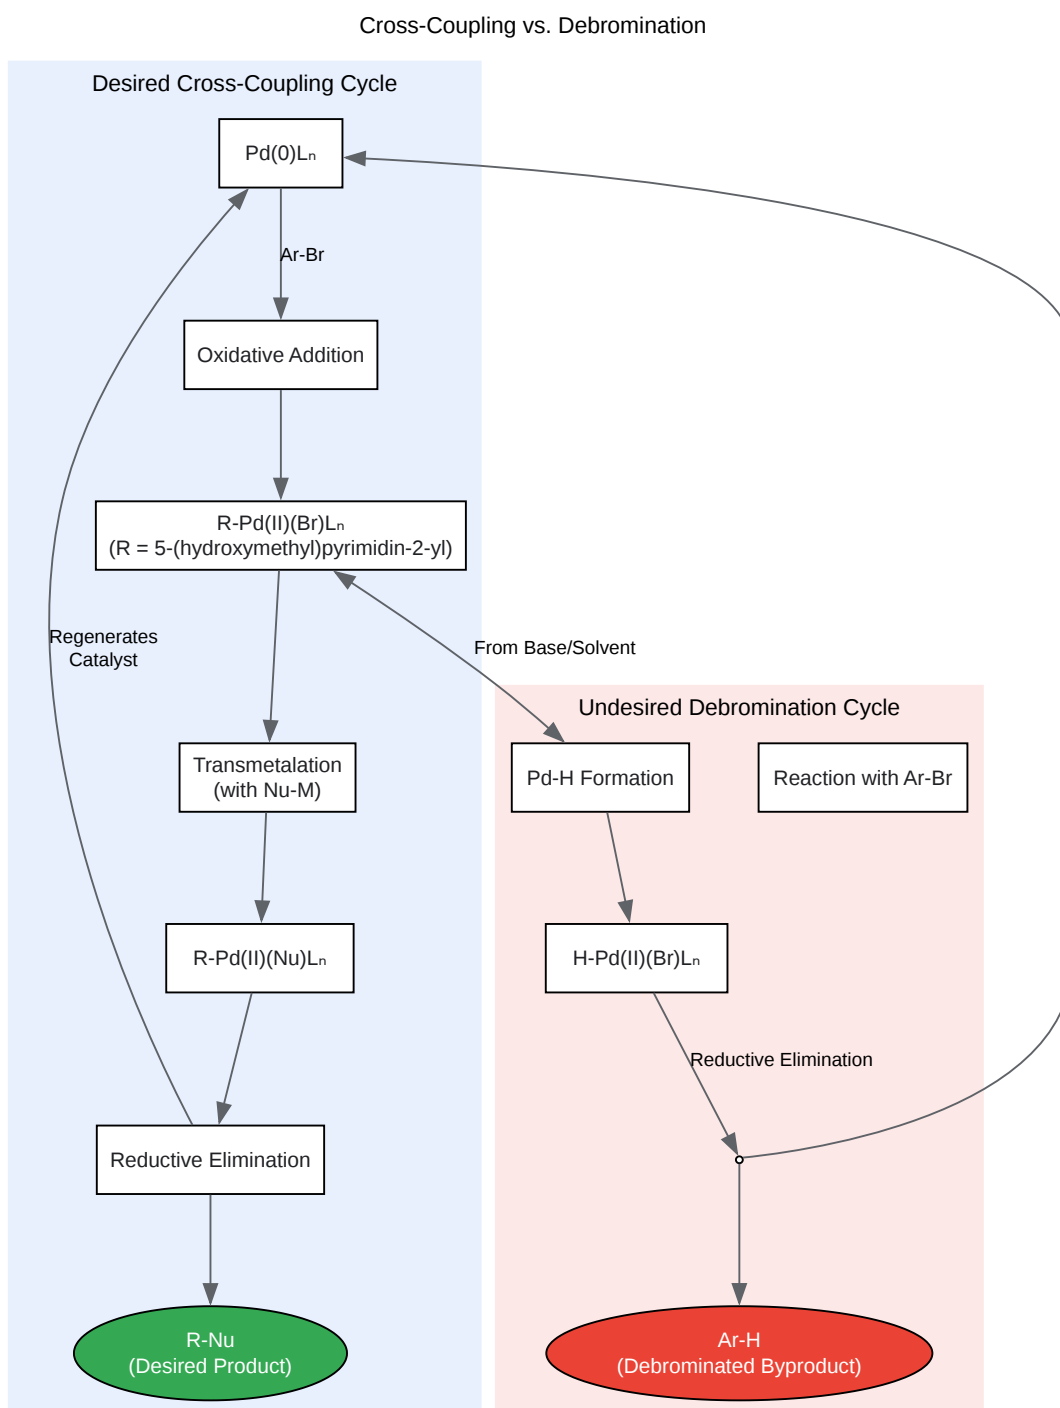 Cross-Coupling vs. Debromination
Desired Cross-Coupling Cycle
Pd(0)Lₙ
Ar-Br
Oxidative Addition
R-Pd(II)(Br)Lₙ
(R = 5-(hydroxymethyl)pyrimidin-2-yl)
Regenerates
Catalyst
From Base/Solvent
Transmetalation
(with Nu-M)
R-Pd(II)(Nu)Lₙ
Reductive Elimination
R-Nu
(Desired Product)
Undesired Debromination Cycle
Pd-H Formation
Reaction with Ar-Br
H-Pd(II)(Br)Lₙ
Reductive Elimination
Ar-H
(Debrominated Byproduct)